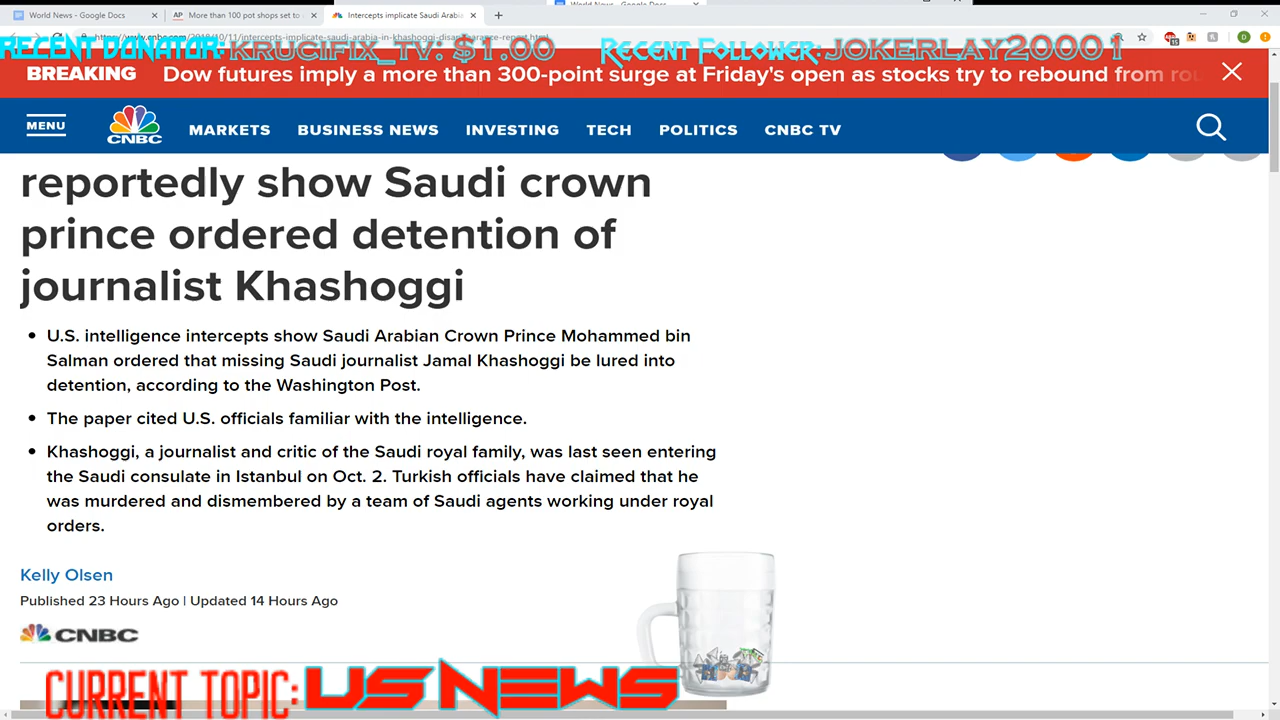 World News - Google Docs
World News - Google Docs
More than 100 pot shops set to
Intercepts implicate Saudi Arabia
RECENT DONATOR: KRUCIFIX_TV: $1.00 RECENT FOLLOWER: JOKERLAY20001
BREAKING Dow futures imply a more than 300-point surge at Friday's open as stocks try to rebound from
MENU CNBC MARKETS BUSINESS NEWS INVESTING TECH POLITICS CNBC TV
reportedly show Saudi crown
prince ordered detention of
journalist Khashoggi
• U.S. intelligence intercepts show Saudi Arabian Crown Prince Mohammed bin
Salman ordered that missing Saudi journalist Jamal Khashoggi be lured into
detention, according to the Washington Post.
• The paper cited U.S. officials familiar with the intelligence.
• Khashoggi, a journalist and critic of the Saudi royal family, was last seen entering
the Saudi consulate in Istanbul on Oct. 2. Turkish officials have claimed that he
was murdered and dismembered by a team of Saudi agents working under royal
orders.
Kelly Olsen
Published 23 Hours Ago | Updated 14 Hours Ago
CNBC
CURRENT TOPIC: US NEWS